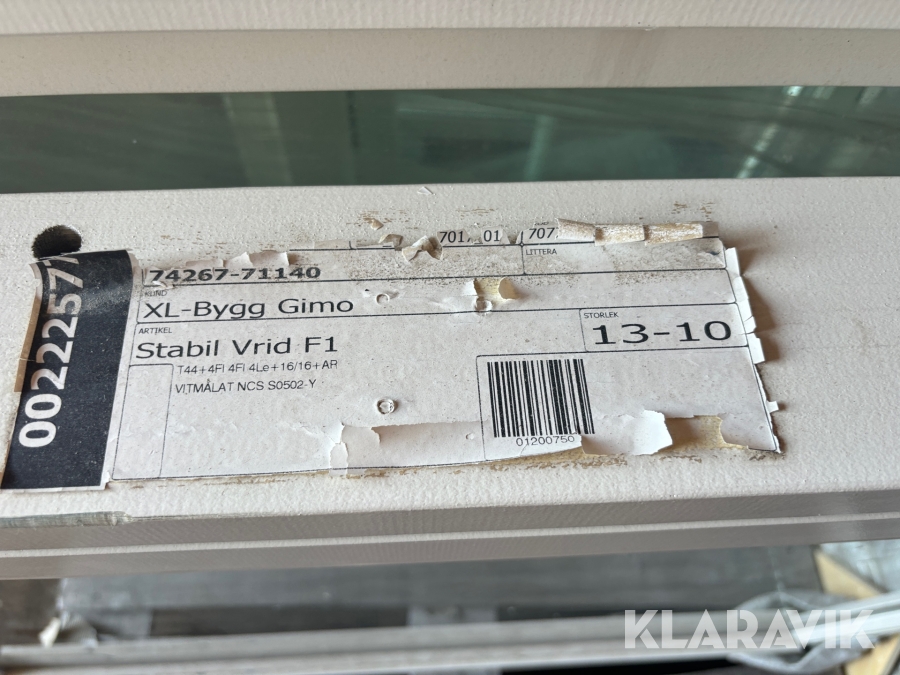 0022257
701 01
707
LITTERA
74267-71140
KUND
XL-Bygg Gimo
ARTIKEL
Stabil Vrid F1
STORLEK
13-10
T44+4Fl 4Fl 4Le+16/16+AR
VITMÅLAT NCS S0502-Y
01200750
KLARAVIK